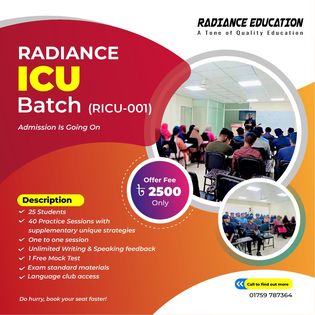 RADIANCE EDUCATION
A Tone of Quality Education
RADIANCE
ICU
Batch (RICU-001)
Admission Is Going On
Offer Fee
৳ 2500
Only
Description
25 Students
40 Practice Sessions with
supplementary unique strategies
One to one session
Unlimited Writing & Speaking feedback
1 Free Mock Test
Exam standard materials
Language club access
Do hurry, book your seat faster!
Call to find out more
01759 787364